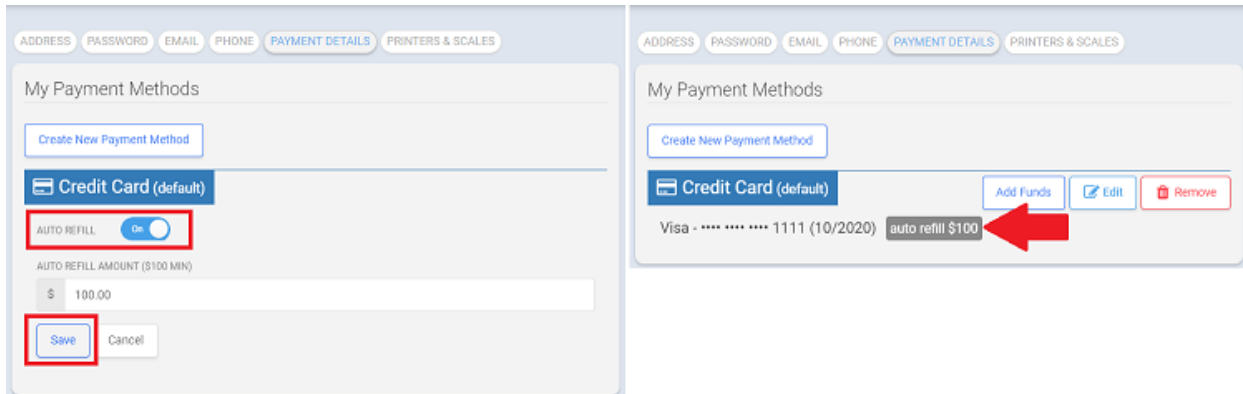 ADDRESS PASSWORD EMAIL PHONE PAYMENT DETAILS PRINTERS & SCALES
My Payment Methods
Create New Payment Method
Credit Card (default)
AUTO REFILL On
AUTO REFILL AMOUNT ($100 MIN)
$ 100.00
Save Cancel
ADDRESS PASSWORD EMAIL PHONE PAYMENT DETAILS PRINTERS & SCALES
My Payment Methods
Create New Payment Method
Credit Card (default) Add Funds Edit Remove
Visa - •••• •••• •••• 1111 (10/2020) auto refill $100